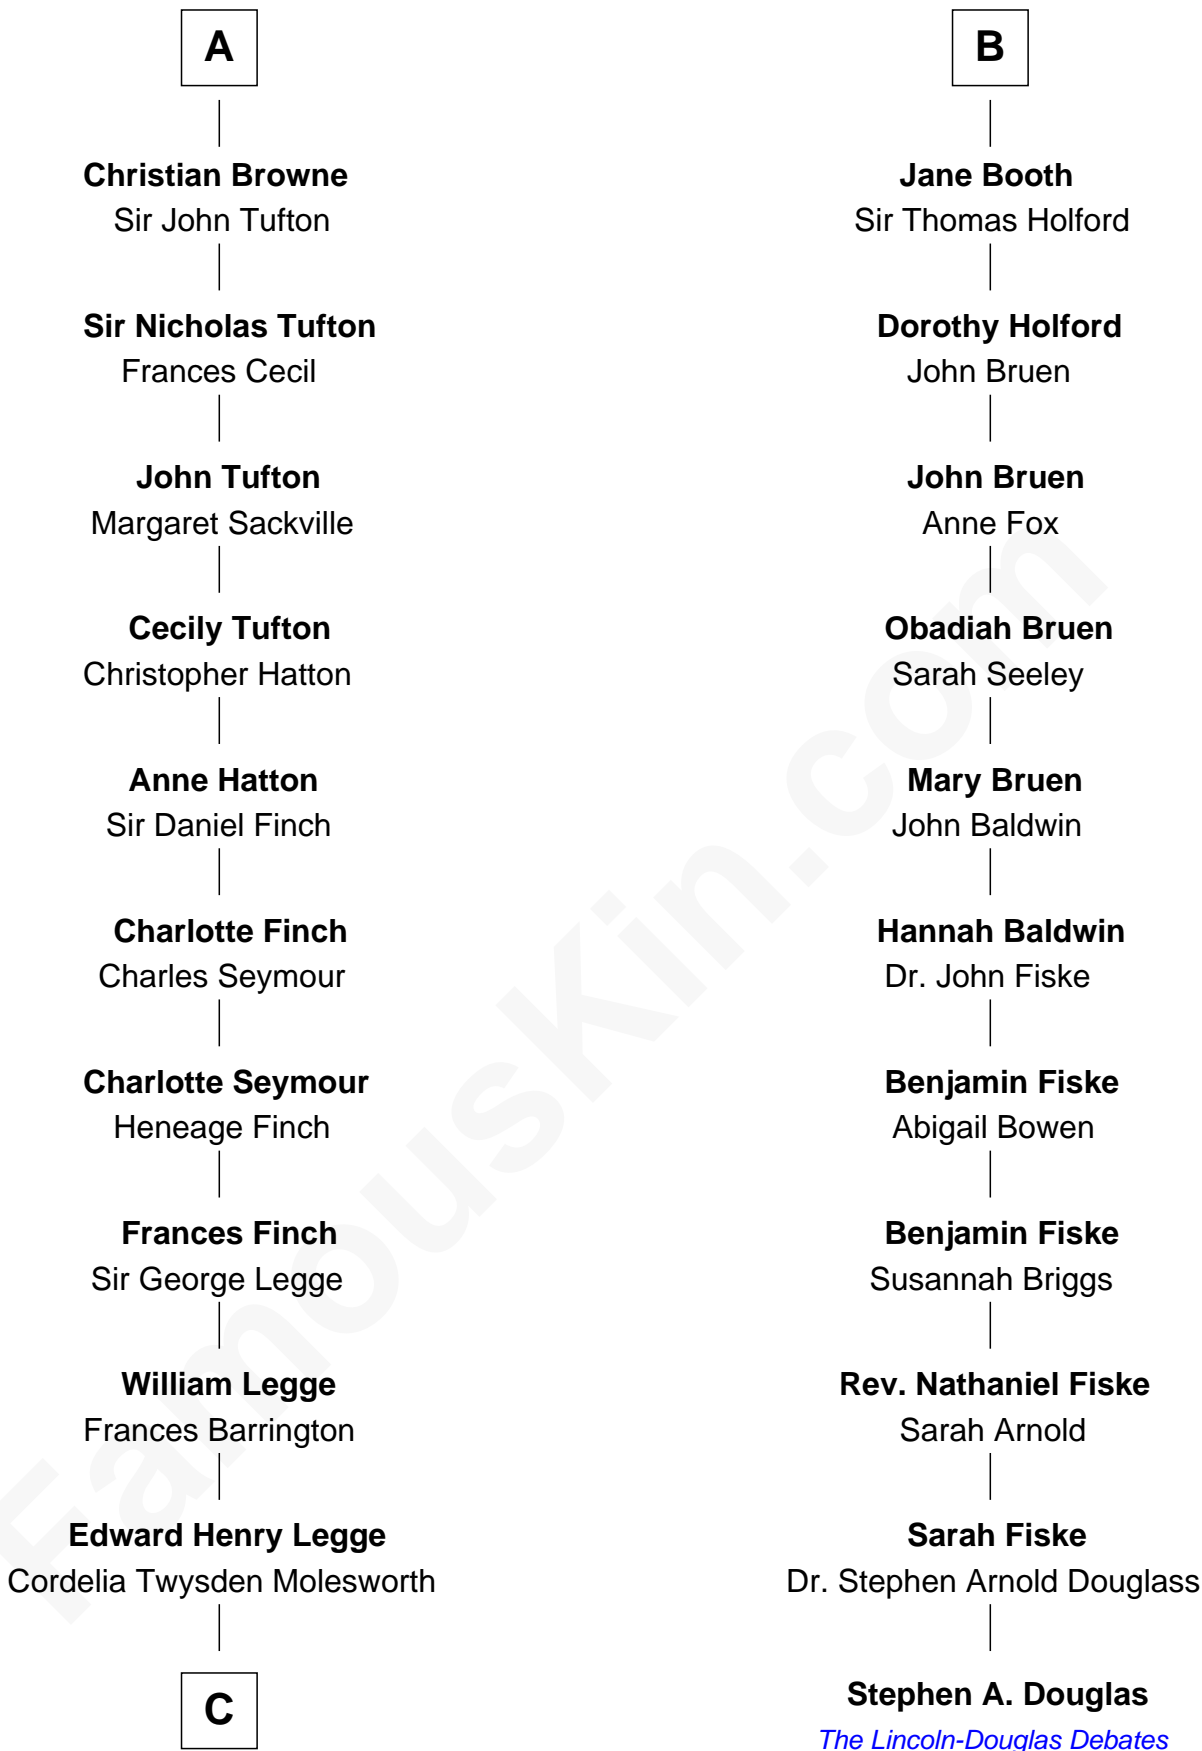 A
Christian Browne
Sir John Tufton
Sir Nicholas Tufton
Frances Cecil
John Tufton
Margaret Sackville
Cecily Tufton
Christopher Hatton
Anne Hatton
Sir Daniel Finch
Charlotte Finch
Charles Seymour
Charlotte Seymour
Heneage Finch
Frances Finch
Sir George Legge
William Legge
Frances Barrington
Edward Henry Legge
Cordelia Twysden Molesworth
C
B
Jane Booth
Sir Thomas Holford
Dorothy Holford
John Bruen
John Bruen
Anne Fox
Obadiah Bruen
Sarah Seeley
Mary Bruen
John Baldwin
Hannah Baldwin
Dr. John Fiske
Benjamin Fiske
Abigail Bowen
Benjamin Fiske
Susannah Briggs
Rev. Nathaniel Fiske
Sarah Arnold
Sarah Fiske
Dr. Stephen Arnold Douglass
Stephen A. Douglas
The Lincoln-Douglas Debates
FamousKin.com